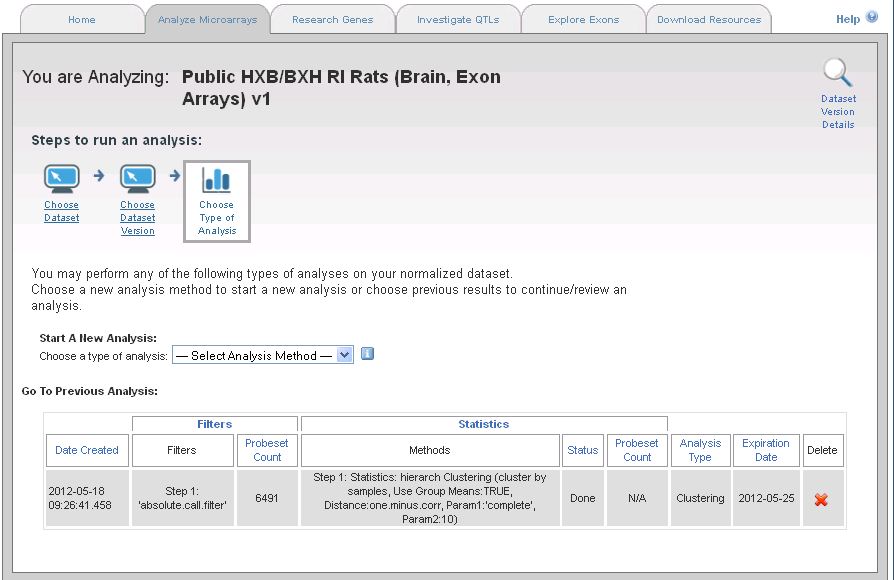 Home
Analyze Microarrays
Research Genes
Investigate QTLs
Explore Exons
Download Resources
Help
You are Analyzing: Public HXB/BXH RI Rats (Brain, Exon
Arrays) v1
Dataset
Version
Details
Steps to run an analysis:
Choose
Dataset
Choose
Dataset
Version
Choose
Type of
Analysis
You may perform any of the following types of analyses on your normalized dataset.
Choose a new analysis method to start a new analysis or choose previous results to continue/review an
analysis.
Start A New Analysis:
Choose a type of analysis: — Select Analysis Method —
Go To Previous Analysis:
Filters
Statistics
Date Created
Filters
Probeset
Count
Methods
Status
Probeset
Count
Analysis
Type
Expiration
Date
Delete
2012-05-18
09:26:41.458
Step 1:
'absolute.call.filter'
6491
Step 1: Statistics: hierarch Clustering (cluster by
samples, Use Group Means:TRUE,
Distance:one.minus.corr, Param1:'complete',
Param2:10)
Done
N/A
Clustering
2012-05-25